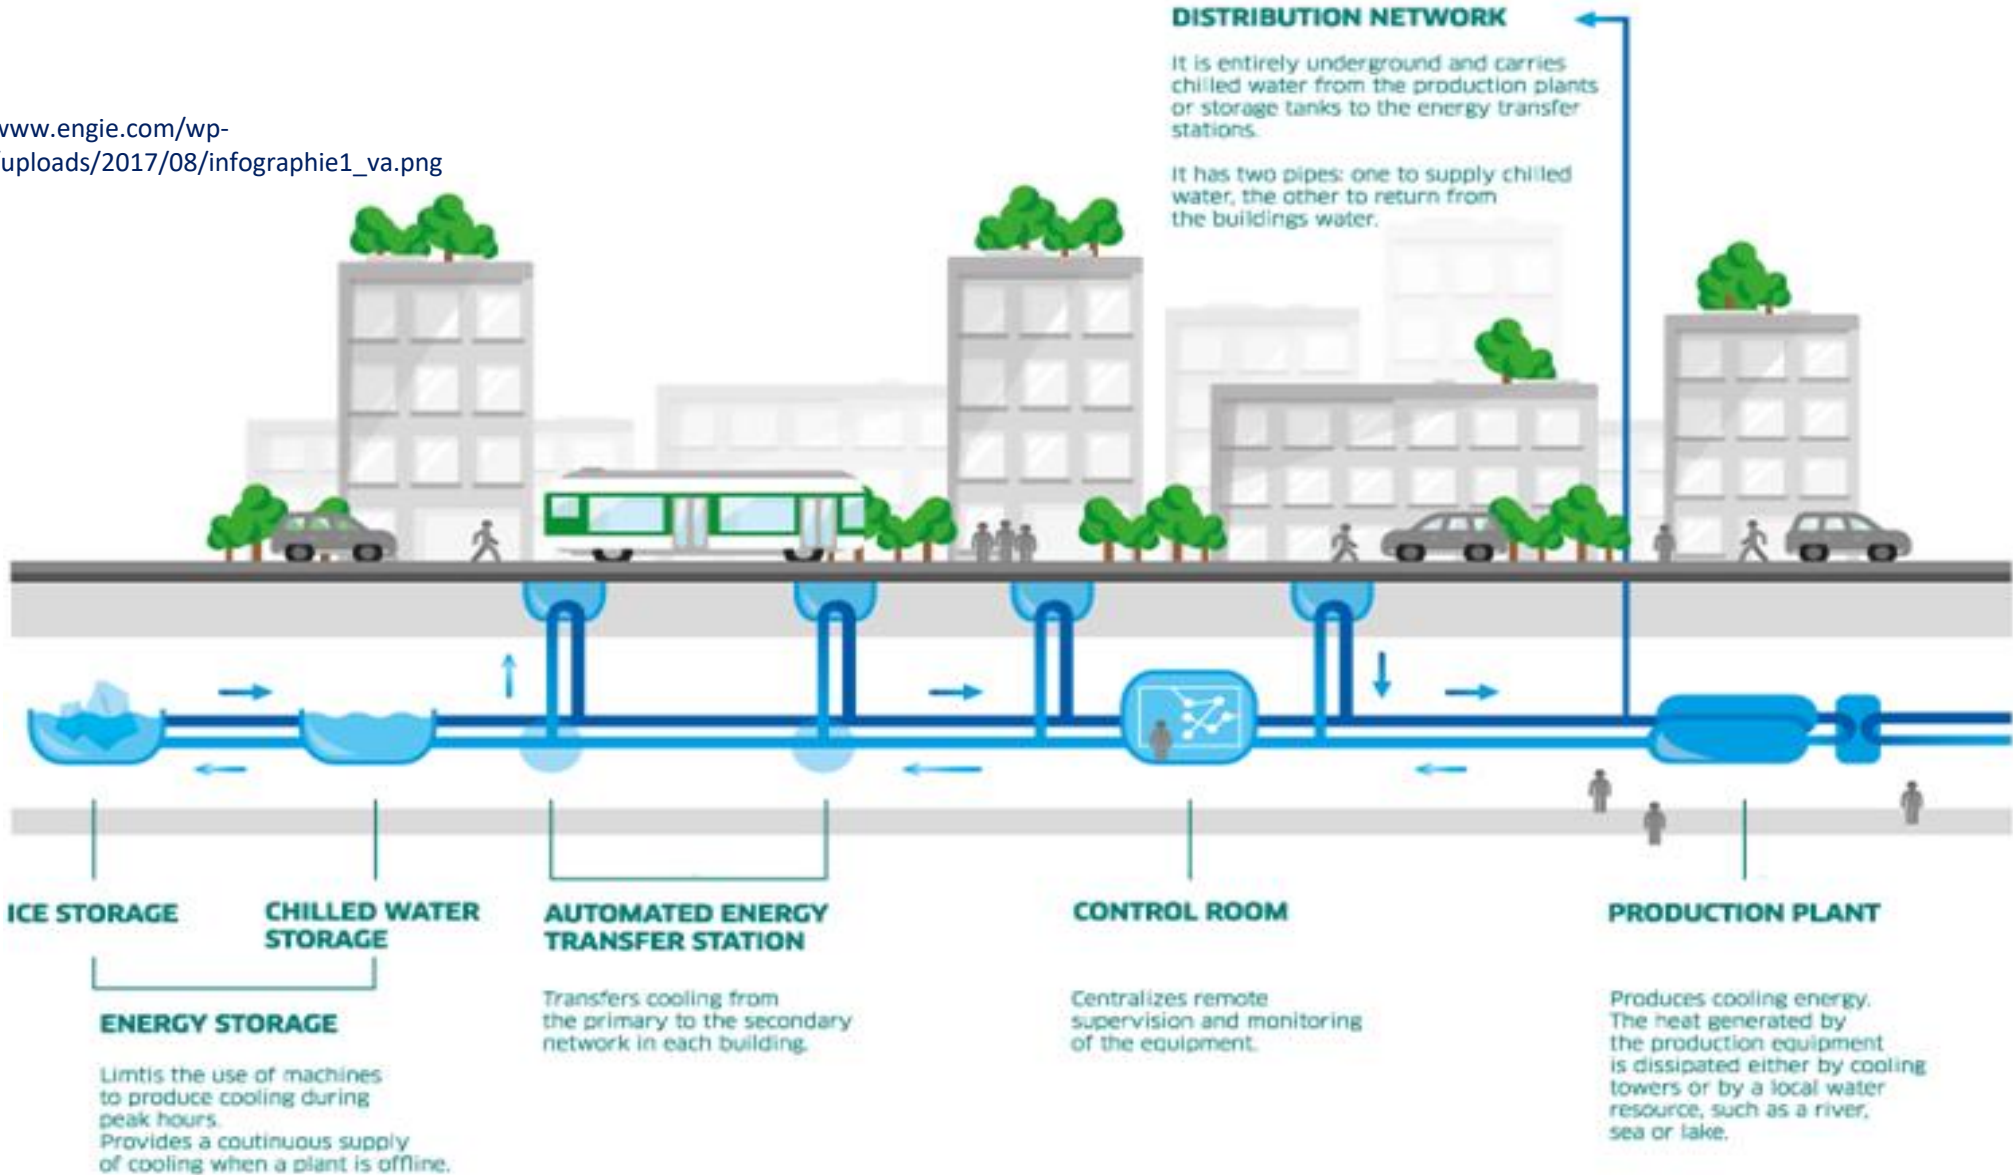 DISTRIBUTION NETWORK
It is entirely underground and carries
chilled water from the production plants
or storage tanks to the energy transfer
stations.
It has two pipes: one to supply chilled
water, the other to return from
the buildings water.
www.engie.com/wp-
/uploads/2017/08/infographie1_va.png
ICE STORAGE
CHILLED WATER
STORAGE
ENERGY STORAGE
Limtis the use of machines
to produce cooling during
peak hours.
Provides a coutinuous supply
of cooling when a plant is offline.
AUTOMATED ENERGY
TRANSFER STATION
Transfers cooling from
the primary to the secondary
network in each building.
CONTROL ROOM
Centralizes remote
supervision and monitoring
of the equipment.
PRODUCTION PLANT
Produces cooling energy.
The heat generated by
the production equipment
is dissipated either by cooling
towers or by a local water
resource, such as a river,
sea or lake.